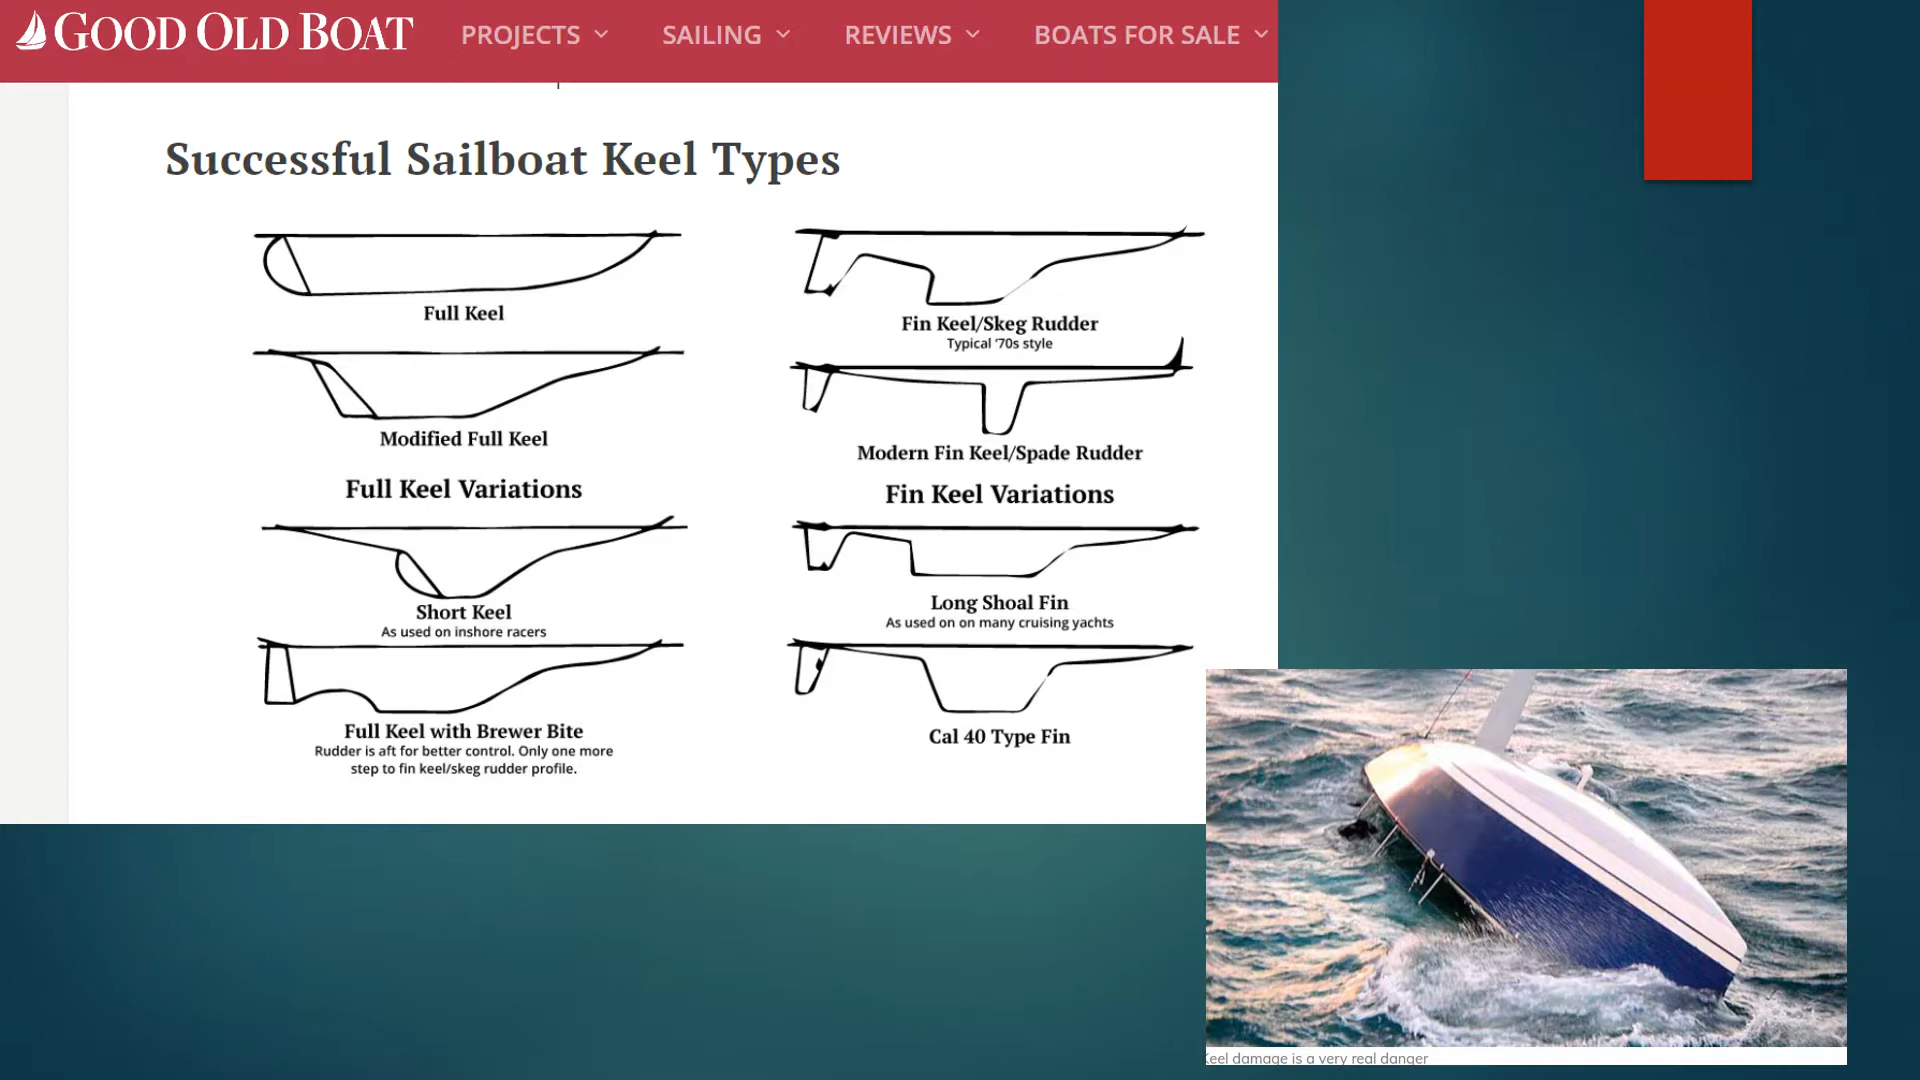 GOOD OLD BOAT
PROJECTS
SAILING
REVIEWS
BOATS FOR SALE
Successful Sailboat Keel Types
Full Keel
Modified Full Keel
Full Keel Variations
Short Keel
As used on inshore racers
Full Keel with Brewer Bite
Rudder is aft for better control. Only one more
step to fin keel/skeg rudder profile.
Fin Keel/Skeg Rudder
Typical ‘70s style
Modern Fin Keel/Spade Rudder
Fin Keel Variations
Long Shoal Fin
As used on on many cruising yachts
Cal 40 Type Fin
Keel damage is a very real danger